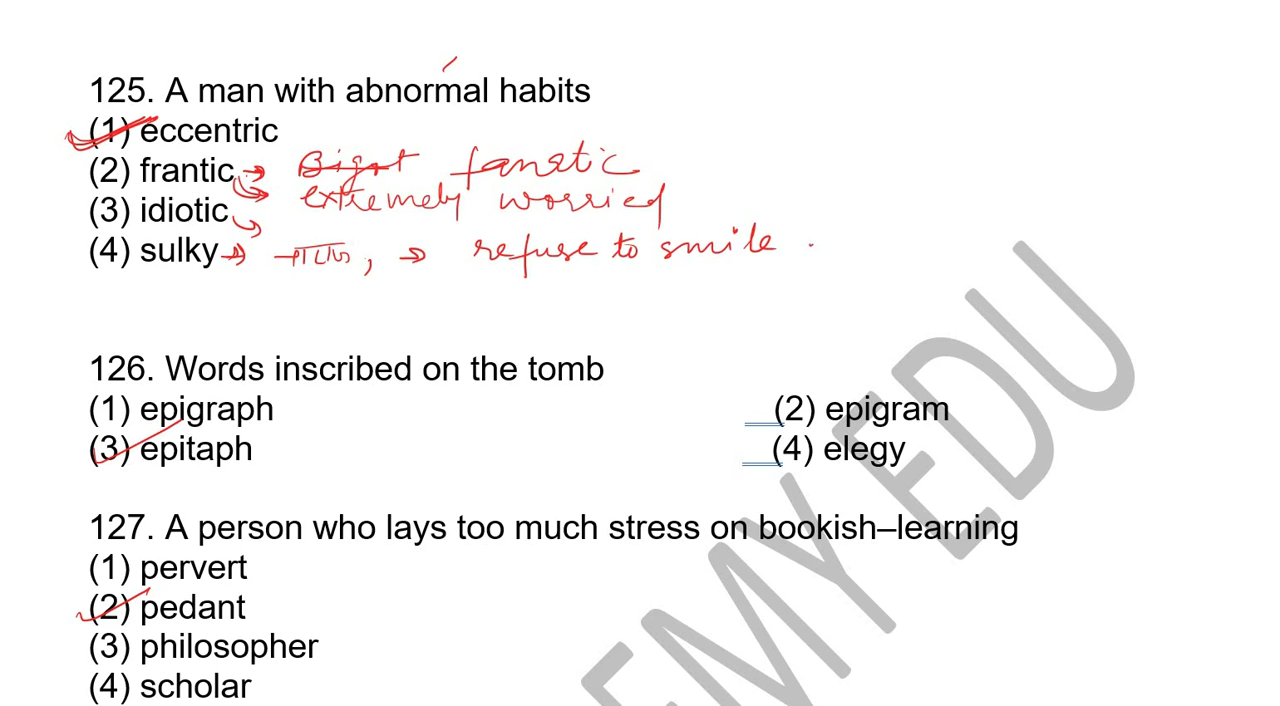 125. A man with abnormal habits
(1) eccentric
(2) frantic → Bigot fanatic
→ extremely worried
(3) idiotic
(4) sulky → , → refuse to smile .
126. Words inscribed on the tomb
(1) epigraph (2) epigram
(3) epitaph (4) elegy
127. A person who lays too much stress on bookish–learning
(1) pervert
(2) pedant
(3) philosopher
(4) scholar
EMY EDU